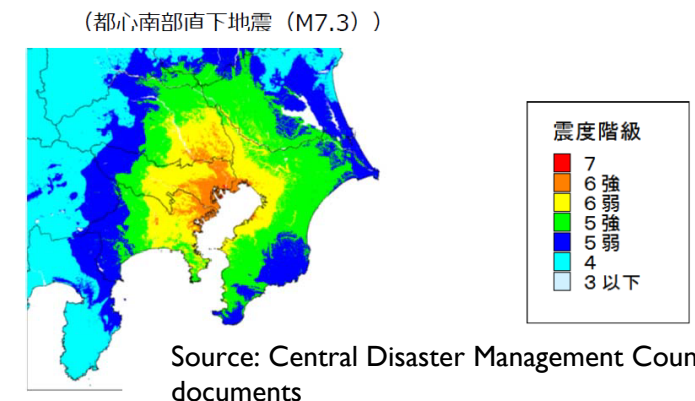 （都心南部直下地震（M7.3））
震度階級
7
6強
6弱
5強
5弱
4
3以下
Source: Central Disaster Management
documents